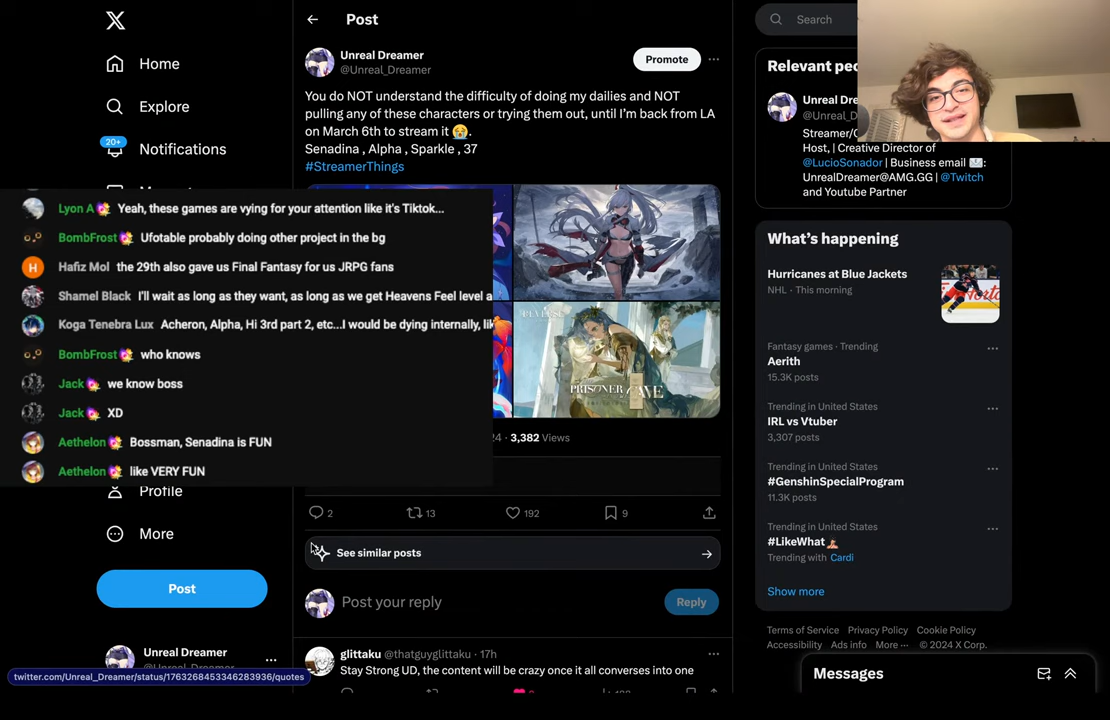 Home
Explore
20+
Notifications
Lyon A Yeah, these games are vying for your attention like it's Tiktok...
BombFrost Ufotable probably doing other project in the bg
H Hafiz Mol the 29th also gave us Final Fantasy for us JRPG fans
Shamel Black I'll wait as long as they want, as long as we get Heavens Feel level a
Koga Tenebra Lux Acheron, Alpha, Hi 3rd part 2, etc...I would be dying internally, li
BombFrost who knows
Jack we know boss
Jack XD
Aethelon Bossman, Senadina is FUN
Aethelon like VERY FUN
Profile
More
Post
Unreal Dreamer
twitter.com/Unreal_Dreamer/status/1763268453346283936/quotes
Post
Unreal Dreamer
@Unreal_Dreamer
Promote
You do NOT understand the difficulty of doing my dailies and NOT
pulling any of these characters or trying them out, until I'm back from LA
on March 6th to stream it 😭.
Senadina , Alpha , Sparkle , 37
#StreamerThings
24 · 3,382 Views
2
13
192
9
See similar posts
Post your reply
Reply
glittaku @thatguyglittaku · 17h
Stay Strong UD, the content will be crazy once it all converses into one
Search
Relevant
Unreal
Host, | Creative Director of
@LucioSonador | Business email 📧:
UnrealDreamer@AMG.GG | @Twitch
and Youtube Partner
What's happening
Hurricanes at Blue Jackets
NHL · This morning
Fantasy games · Trending
Aerith
15.3K posts
Trending in United States
IRL vs Vtuber
3,307 posts
Trending in United States
#GenshinSpecialProgram
11.3K posts
Trending in United States
#LikeWhat
Trending with Cardi
Show more
Terms of Service Privacy Policy Cookie Policy
Accessibility Ads info More ··· © 2024 X Corp.
Messages